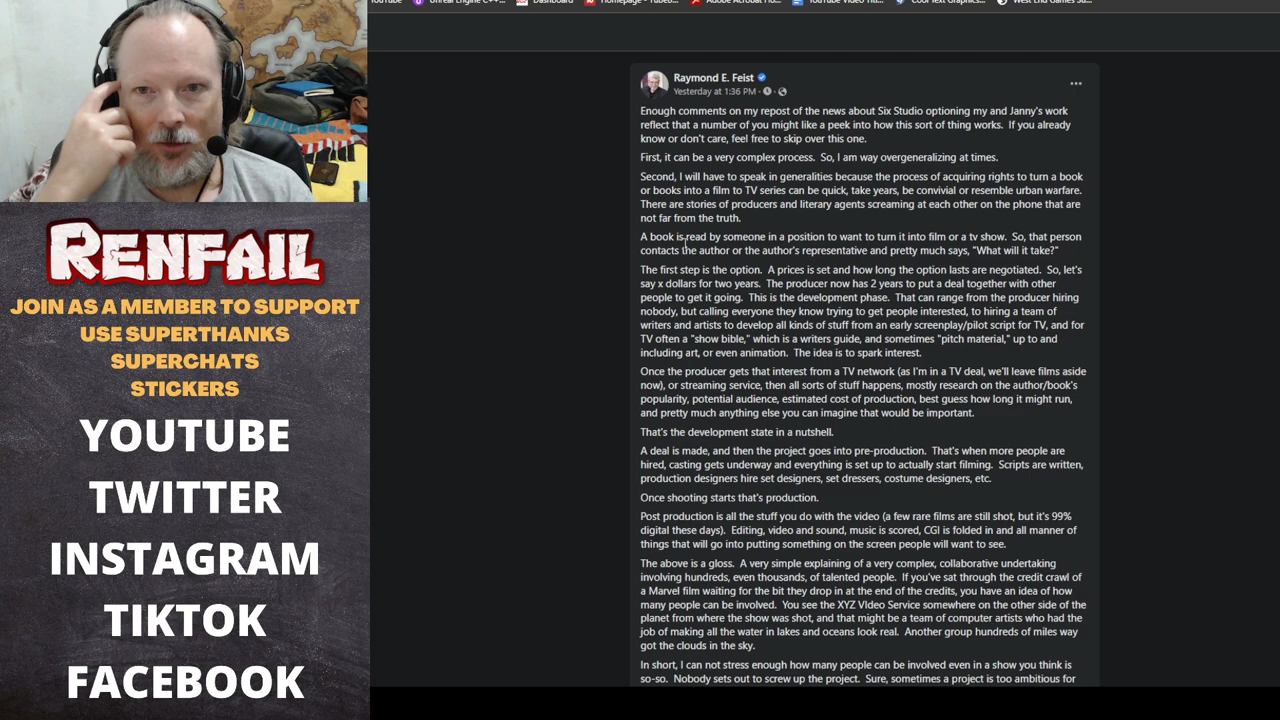 YouTube
Unreal Engine C++...
Dashboard
Homepage - TubeB...
Adobe Acrobat Pro...
YouTube Video Titl...
Cool Text Graphics...
West End Games Su...
Raymond E. Feist
Yesterday at 1:36 PM ·
Enough comments on my repost of the news about Six Studio optioning my and Janny's work
reflect that a number of you might like a peek into how this sort of thing works. If you already
know or don't care, feel free to skip over this one.
First, it can be a very complex process. So, I am way overgeneralizing at times.
Second, I will have to speak in generalities because the process of acquiring rights to turn a book
or books into a film to TV series can be quick, take years, be convivial or resemble urban warfare.
There are stories of producers and literary agents screaming at each other on the phone that are
not far from the truth.
A book is read by someone in a position to want to turn it into film or a tv show. So, that person
contacts the author or the author's representative and pretty much says, "What will it take?"
The first step is the option. A prices is set and how long the option lasts are negotiated. So, let's
say x dollars for two years. The producer now has 2 years to put a deal together with other
people to get it going. This is the development phase. That can range from the producer hiring
nobody, but calling everyone they know trying to get people interested, to hiring a team of
writers and artists to develop all kinds of stuff from an early screenplay/pilot script for TV, and for
TV often a "show bible," which is a writers guide, and sometimes "pitch material," up to and
including art, or even animation. The idea is to spark interest.
Once the producer gets that interest from a TV network (as I'm in a TV deal, we'll leave films aside
now), or streaming service, then all sorts of stuff happens, mostly research on the author/book's
popularity, potential audience, estimated cost of production, best guess how long it might run,
and pretty much anything else you can imagine that would be important.
That's the development state in a nutshell.
A deal is made, and then the project goes into pre-production. That's when more people are
hired, casting gets underway and everything is set up to actually start filming. Scripts are written,
production designers hire set designers, set dressers, costume designers, etc.
Once shooting starts that's production.
Post production is all the stuff you do with the video (a few rare films are still shot, but it's 99%
digital these days). Editing, video and sound, music is scored, CGI is folded in and all manner of
things that will go into putting something on the screen people will want to see.
The above is a gloss. A very simple explaining of a very complex, collaborative undertaking
involving hundreds, even thousands, of talented people. If you've sat through the credit crawl of
a Marvel film waiting for the bit they drop in at the end of the credits, you have an idea of how
many people can be involved. You see the XYZ VIdeo Service somewhere on the other side of the
planet from where the show was shot, and that might be a team of computer artists who had the
job of making all the water in lakes and oceans look real. Another group hundreds of miles way
got the clouds in the sky.
In short, I can not stress enough how many people can be involved even in a show you think is
so-so. Nobody sets out to screw up the project. Sure, sometimes a project is too ambitious for
RENFAIL
JOIN AS A MEMBER TO SUPPORT
USE SUPERTHANKS
SUPERCHATS
STICKERS
YOUTUBE
TWITTER
INSTAGRAM
TIKTOK
FACEBOOK